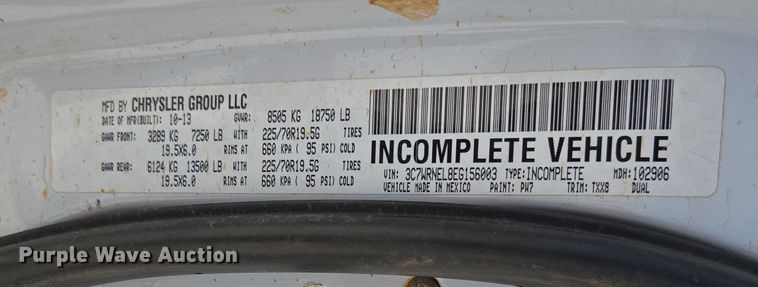 MFD BY CHRYSLER GROUP LLC
DATE OF MFR(BUILT): 10-13 GVWR: 8505 KG 18750 LB
GAWR FRONT: 3289 KG 7250 LB WITH 225/70R19.5G TIRES
19.5X6.0 RIMS AT 660 KPA ( 95 PSI) COLD
GAWR REAR: 6124 KG 13500 LB WITH 225/70R19.5G TIRES
19.5X6.0 RIMS AT 660 KPA ( 95 PSI) COLD
INCOMPLETE VEHICLE
VIN: 3C7WRNEL8EG156003 TYPE: INCOMPLETE MDH: 102906
VEHICLE MADE IN MEXICO PAINT: PW7 TRIM: TXX8 DUAL
Purple Wave Auction